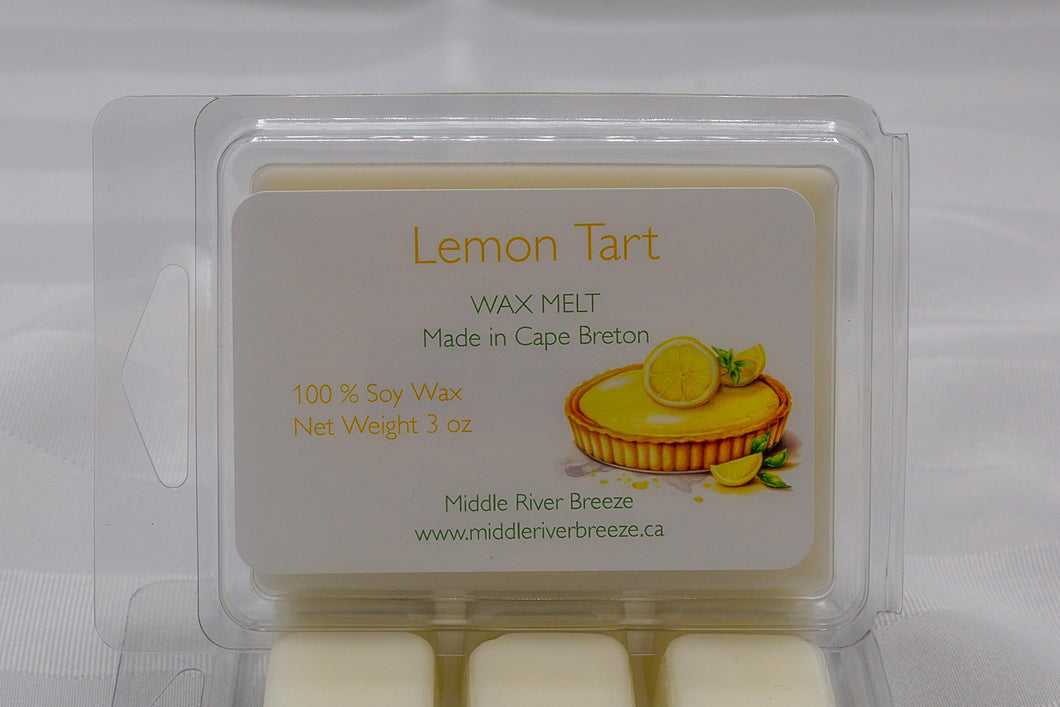 Lemon Tart
WAX MELT
Made in Cape Breton
100 % Soy Wax
Net Weight 3 oz
Middle River Breeze
www.middleriverbreeze.ca